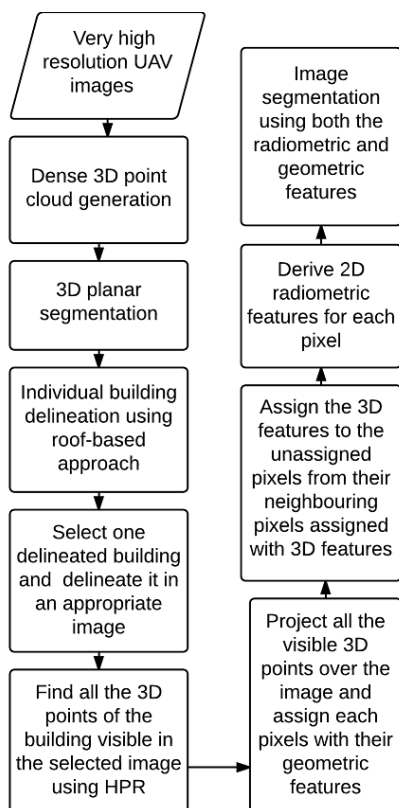 Very high
resolution UAV
images
Dense 3D point
cloud generation
3D planar
segmentation
Individual building
delineation using
roof-based
approach
Select one
delineated building
and delineate it in
an appropriate
image
Find all the 3D
points of the
building visible in
the selected image
using HPR
Project all the
visible 3D
points over the
image and
assign each
pixels with their
geometric
features
Assign the 3D
features to the
unassigned
pixels from their
neighbouring
pixels assigned
with 3D features
Derive 2D
radiometric
features for each
pixel
Image
segmentation
using both the
radiometric and
geometric
features